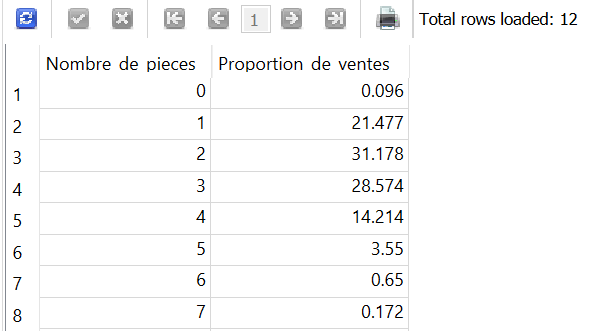 1 Total rows loaded: 12
Nombre de pieces Proportion de ventes
1 0 0.096
2 1 21.477
3 2 31.178
4 3 28.574
5 4 14.214
6 5 3.55
7 6 0.65
8 7 0.172